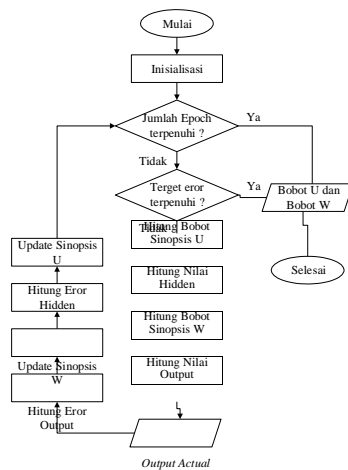 Mulai
Inisialisasi
Jumlah Epoch
terpenuhi ?
Ya
Tidak
Terget eror
terpenuhi ?
Ya
Bobot U dan
Bobot W
Tidak
Hitung Bobot
Sinopsis U
Update Sinopsis
U
Selesai
Hitung Nilai
Hidden
Hitung Eror
Hidden
Hitung Bobot
Sinopsis W
Update Sinopsis
W
Hitung Nilai
Output
Hitung Eror
Output
Output Actual